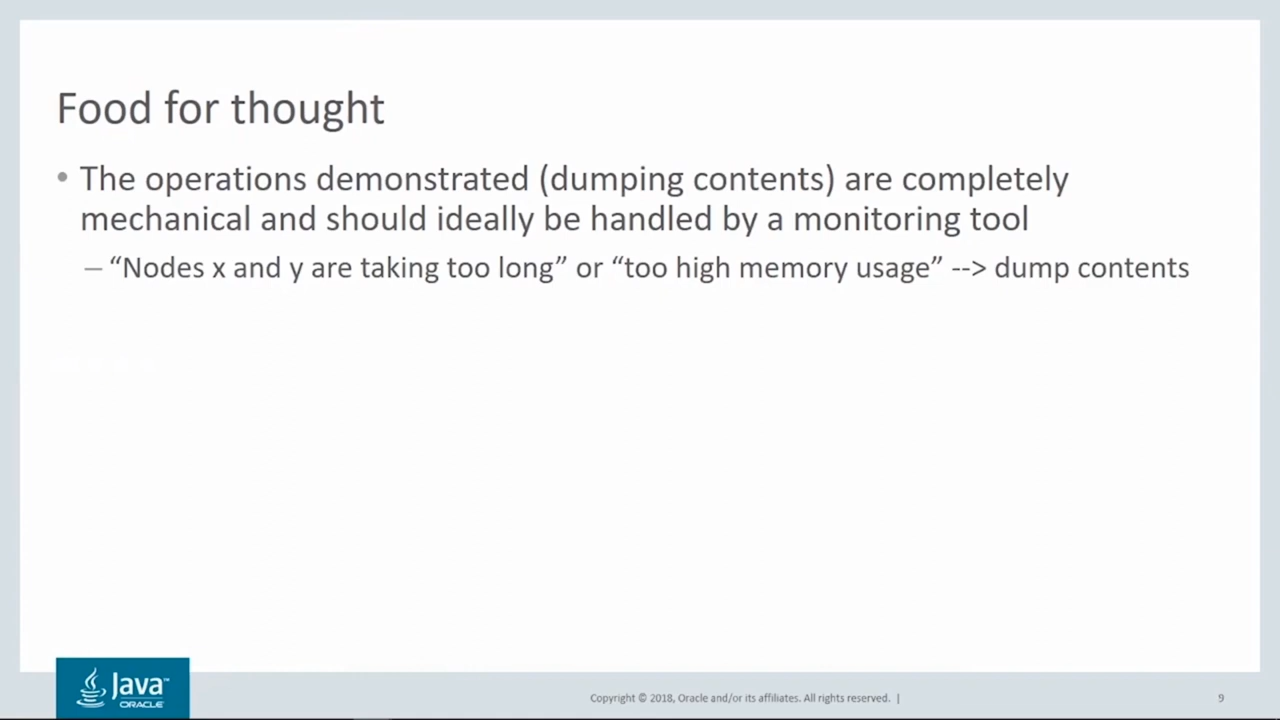 Food for thought
• The operations demonstrated (dumping contents) are completely
mechanical and should ideally be handled by a monitoring tool
– “Nodes x and y are taking too long” or “too high memory usage” --> dump contents
Java™
ORACLE
Copyright © 2018, Oracle and/or its affiliates. All rights reserved. |
9